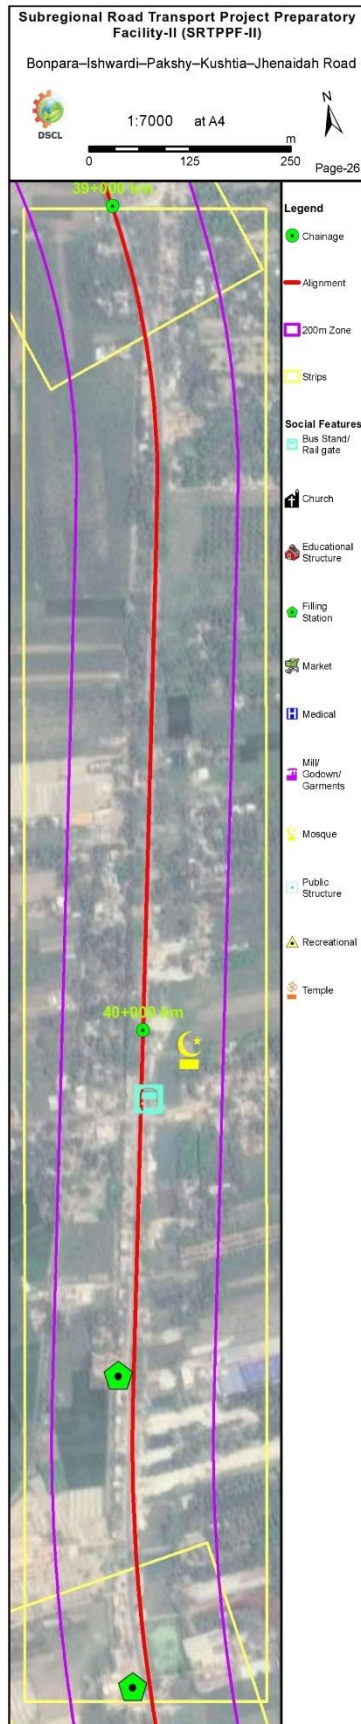 Subregional Road Transport Project Preparatory
Facility-II (SRTPPF-II)
Bonpara–Ishwardi–Pakshy–Kushtia–Jhenaidah Road
DSCL
1:7000 at A4
N
m
0 125 250
Page-26
39+000 km
40+000 km
Legend
Chainage
Alignment
200m Zone
Strips
Social Features
Bus Stand/
Rail gate
Church
Educational
Structure
Filling
Station
Market
Medical
Mill/
Godown/
Garments
Mosque
Public
Structure
Recreational
Temple